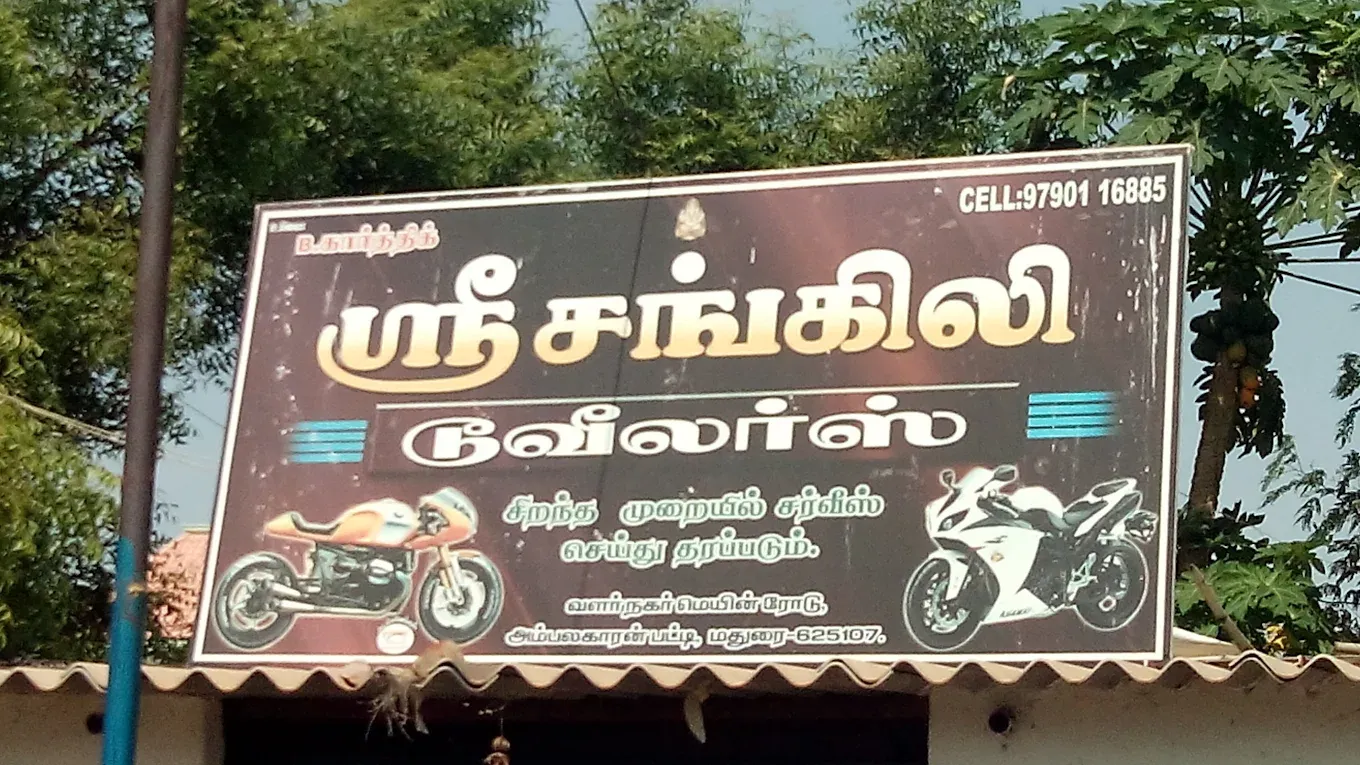 CELL:97901 16885
B.கார்த்திக்
ஸ்ரீ சங்கிலி
டூவீலர்ஸ்
சிறந்த முறையில் சர்வீஸ்
செய்து தரப்படும்.
வளர்நகர் மெயின் ரோடு,
அம்பலகாரன் பட்டி, மதுரை-625107.